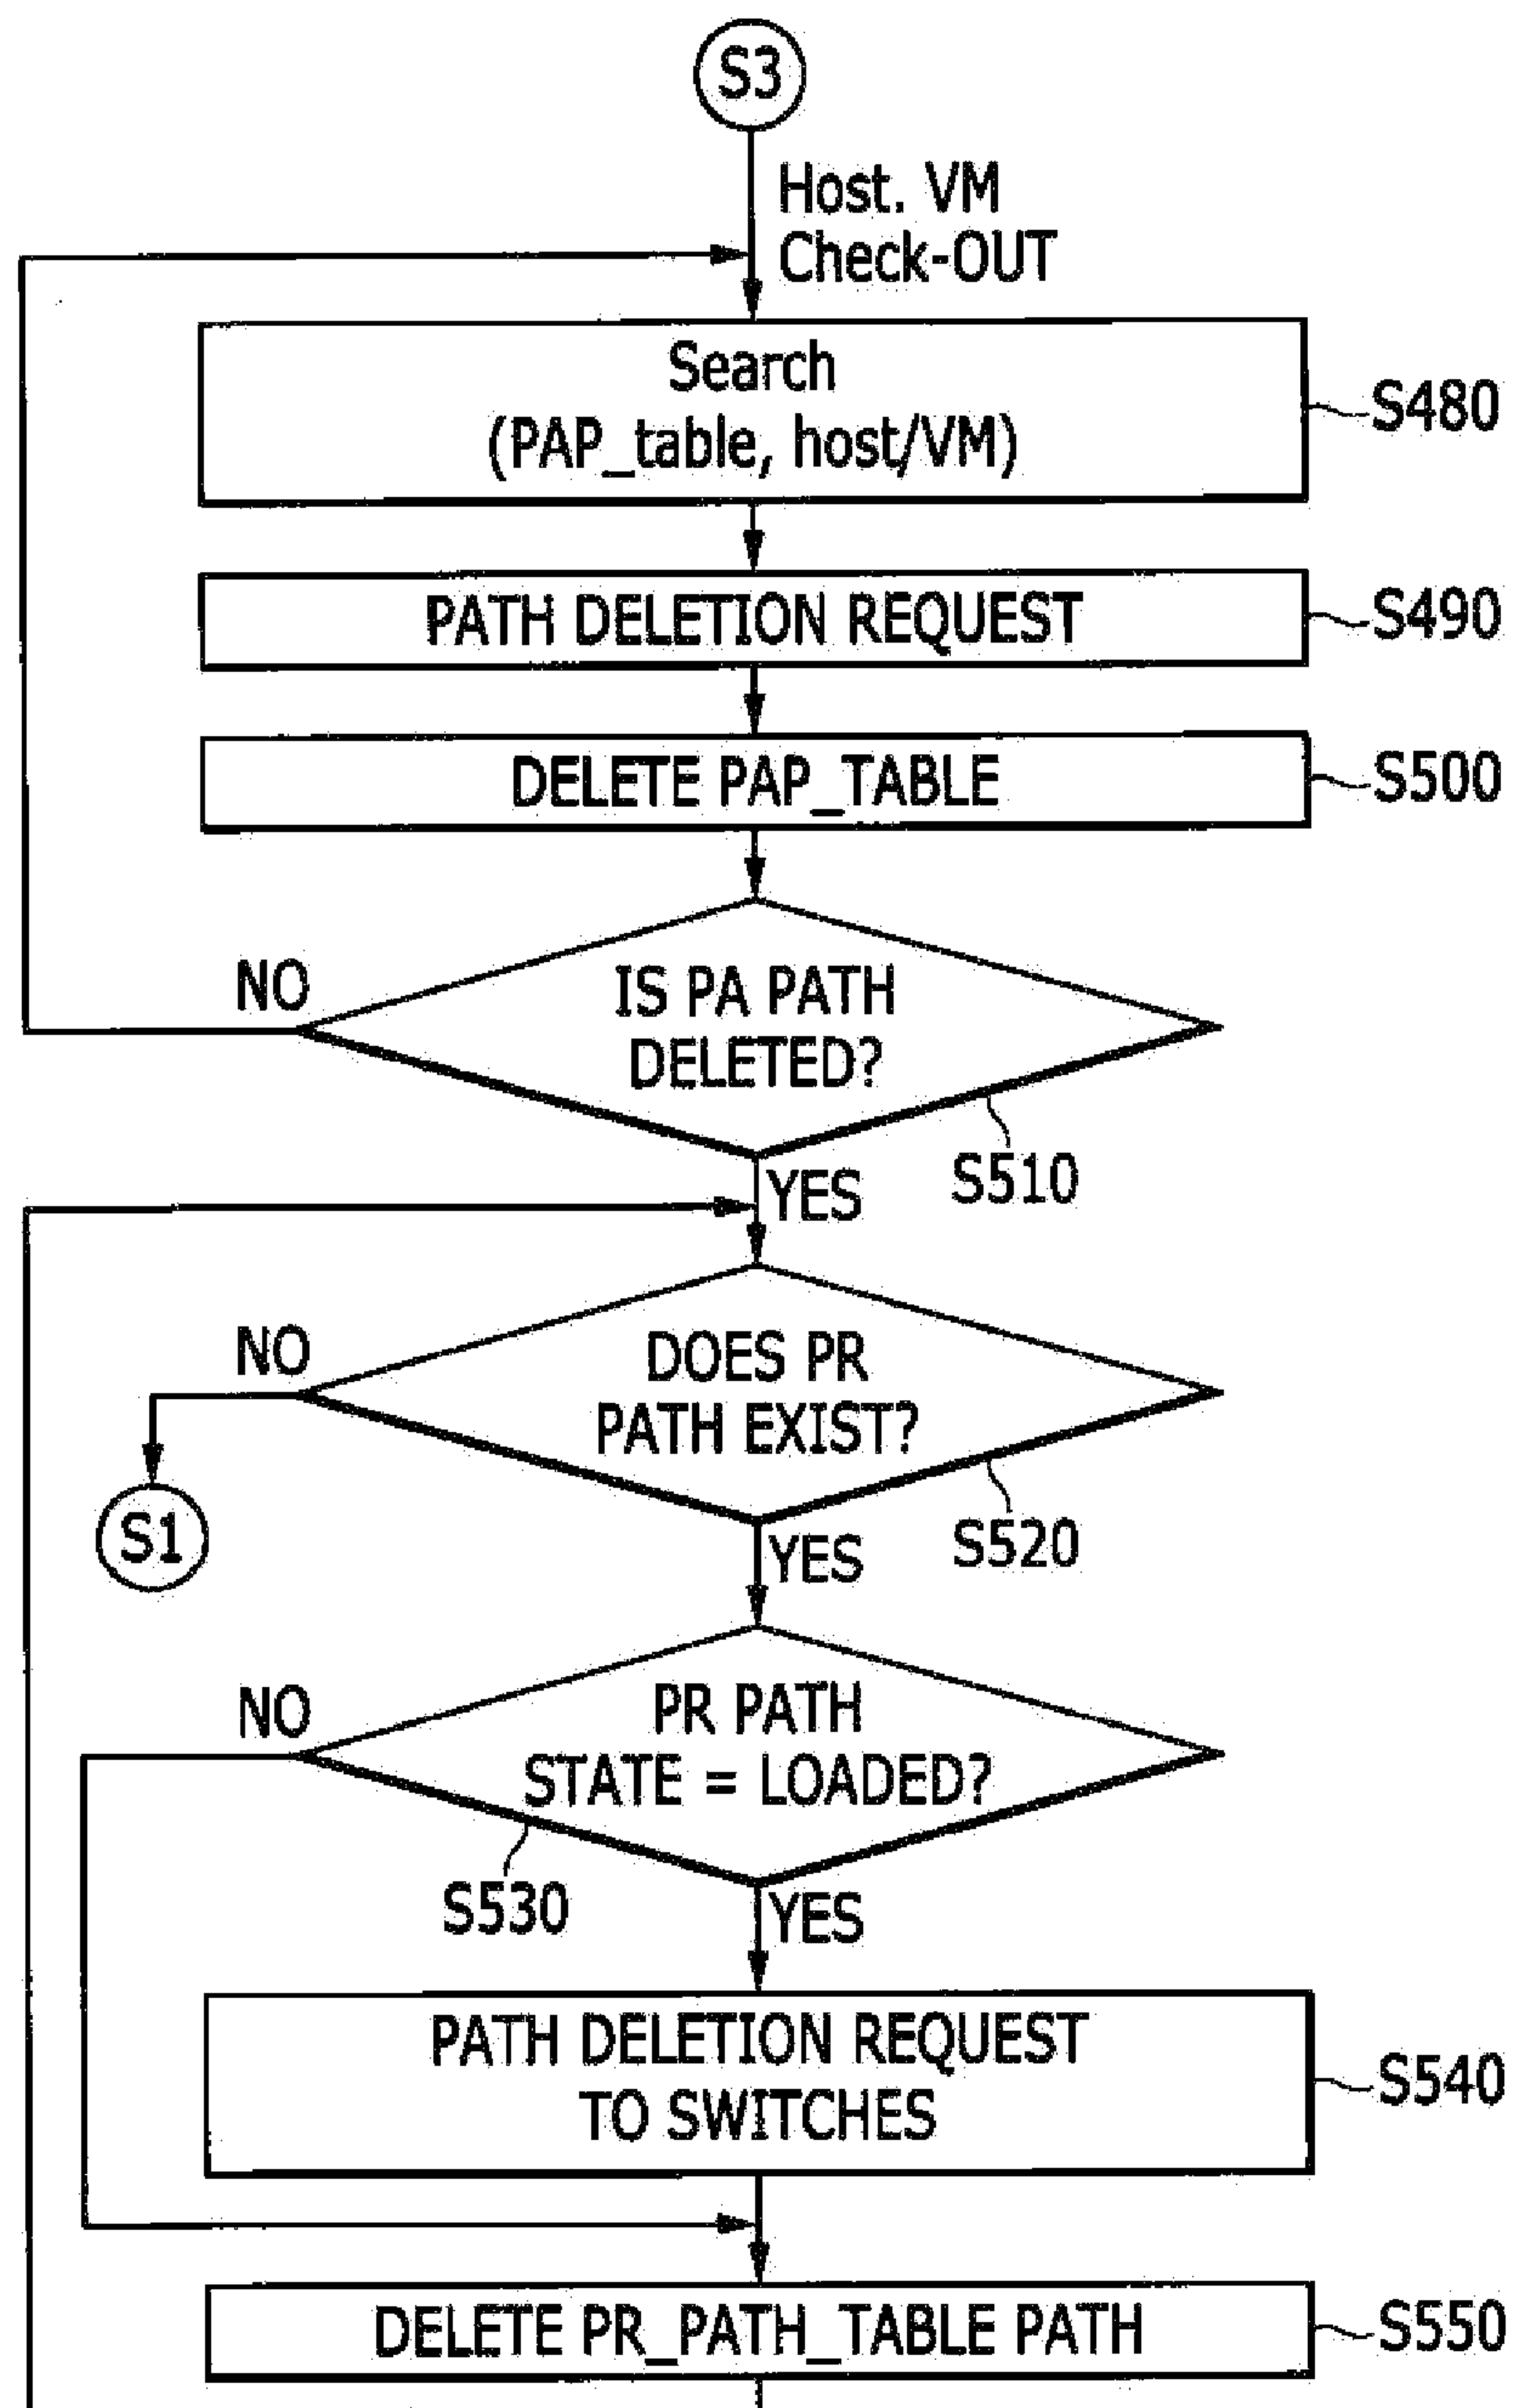 S3
Host. VM
Check-OUT
Search
(PAP_table, host/VM)
S480
PATH DELETION REQUEST
S490
DELETE PAP_TABLE
S500
NO
IS PA PATH
DELETED?
S510
YES
NO
DOES PR
PATH EXIST?
S1
S520
YES
NO
PR PATH
STATE = LOADED?
S530
YES
PATH DELETION REQUEST
TO SWITCHES
S540
DELETE PR_PATH_TABLE PATH
S550